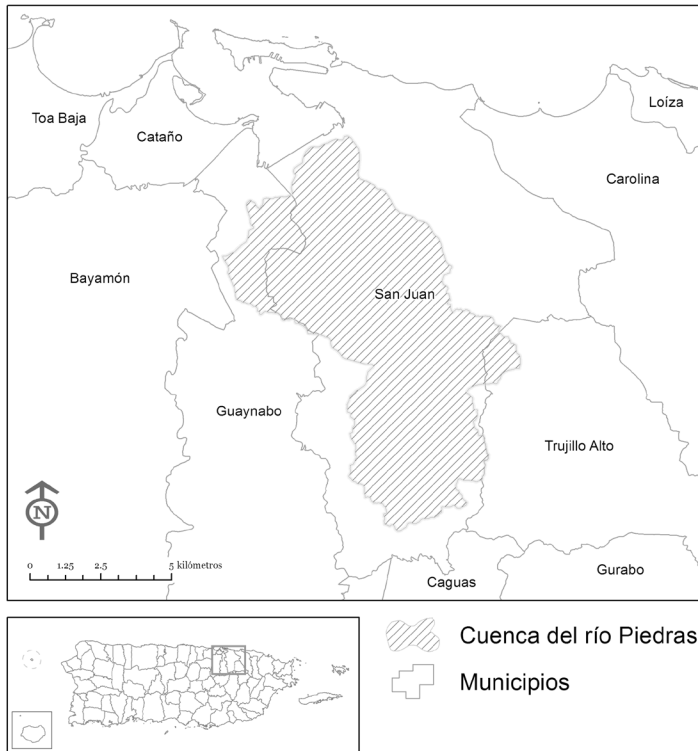 Loíza
Toa Baja
Cataño
Carolina
Bayamón
San Juan
Guaynabo
Trujillo Alto
N
0 1.25 2.5 5 kilómetros
Caguas
Gurabo
Cuenca del río Piedras
Municipios